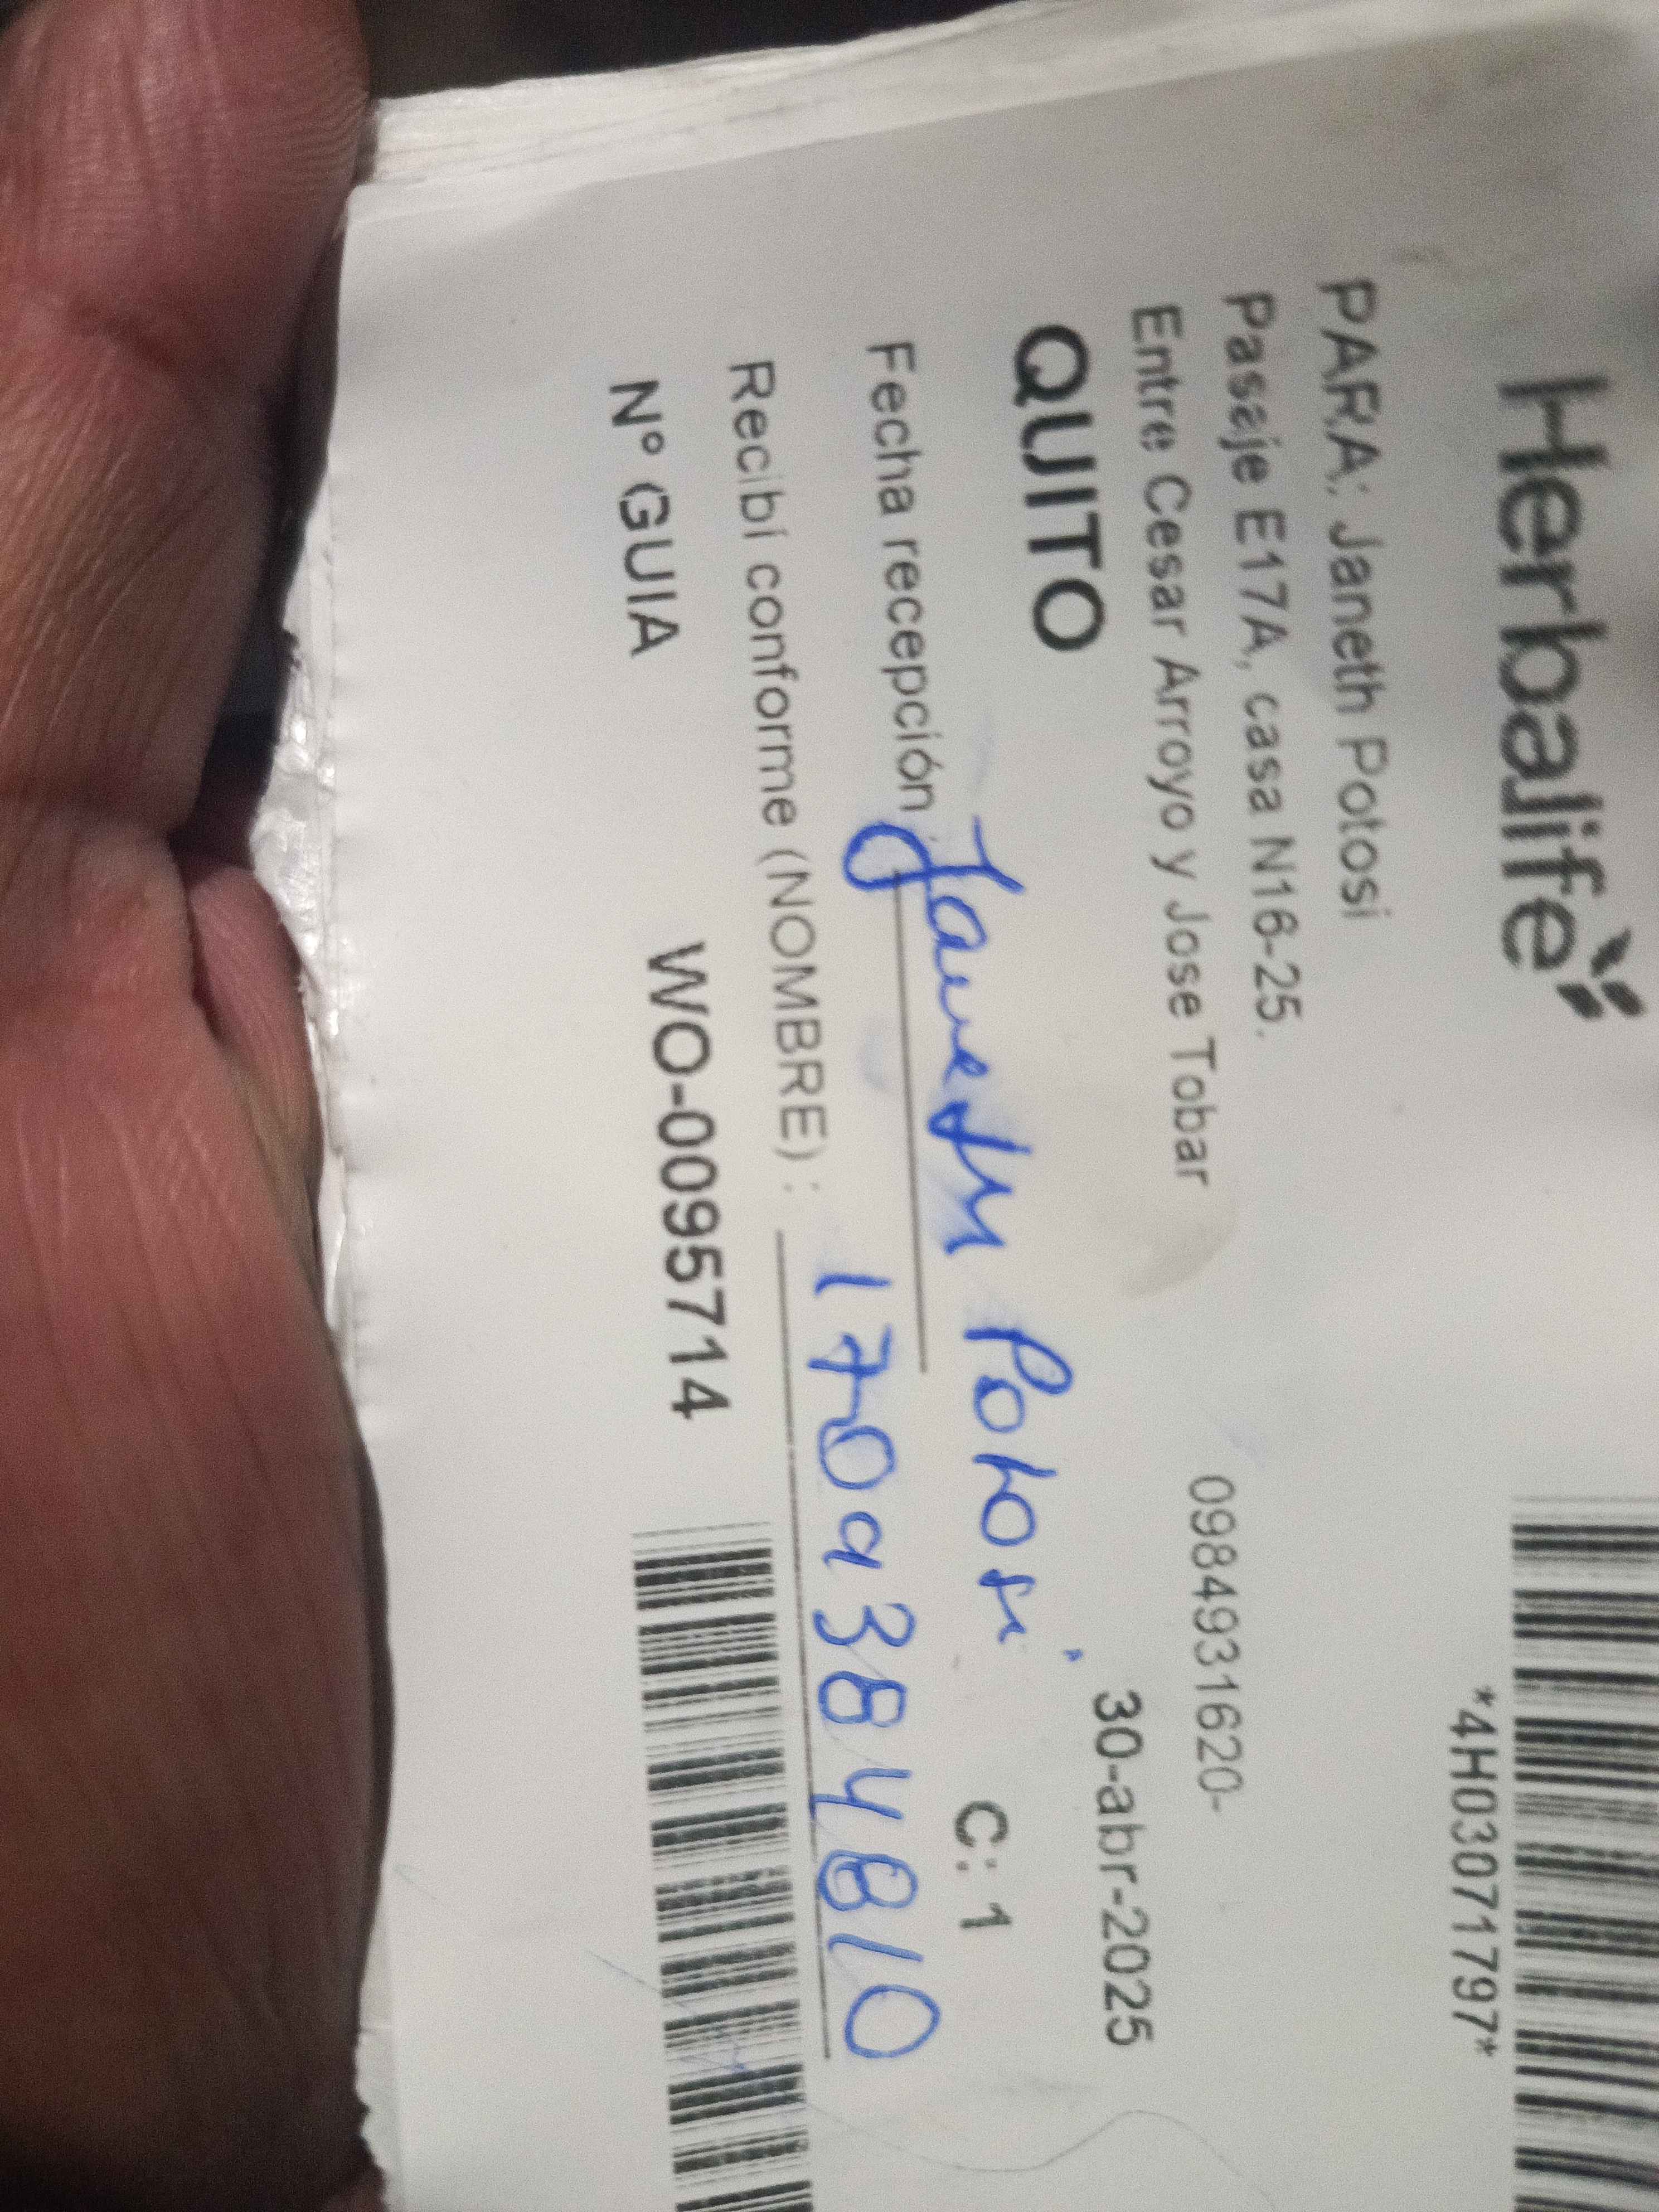 Herbalife
*4H03071797*
PARA: Janeth Potosi
Pasaje E17A, casa N16-25.
Entre Cesar Arroyo y Jose Tobar
0984931620-
QUITO
30-abr-2025
Fecha recepción : Janeth Potosí
C: 1
Recibí conforme (NOMBRE) : 1709384810
Nº GUIA WO-0095714